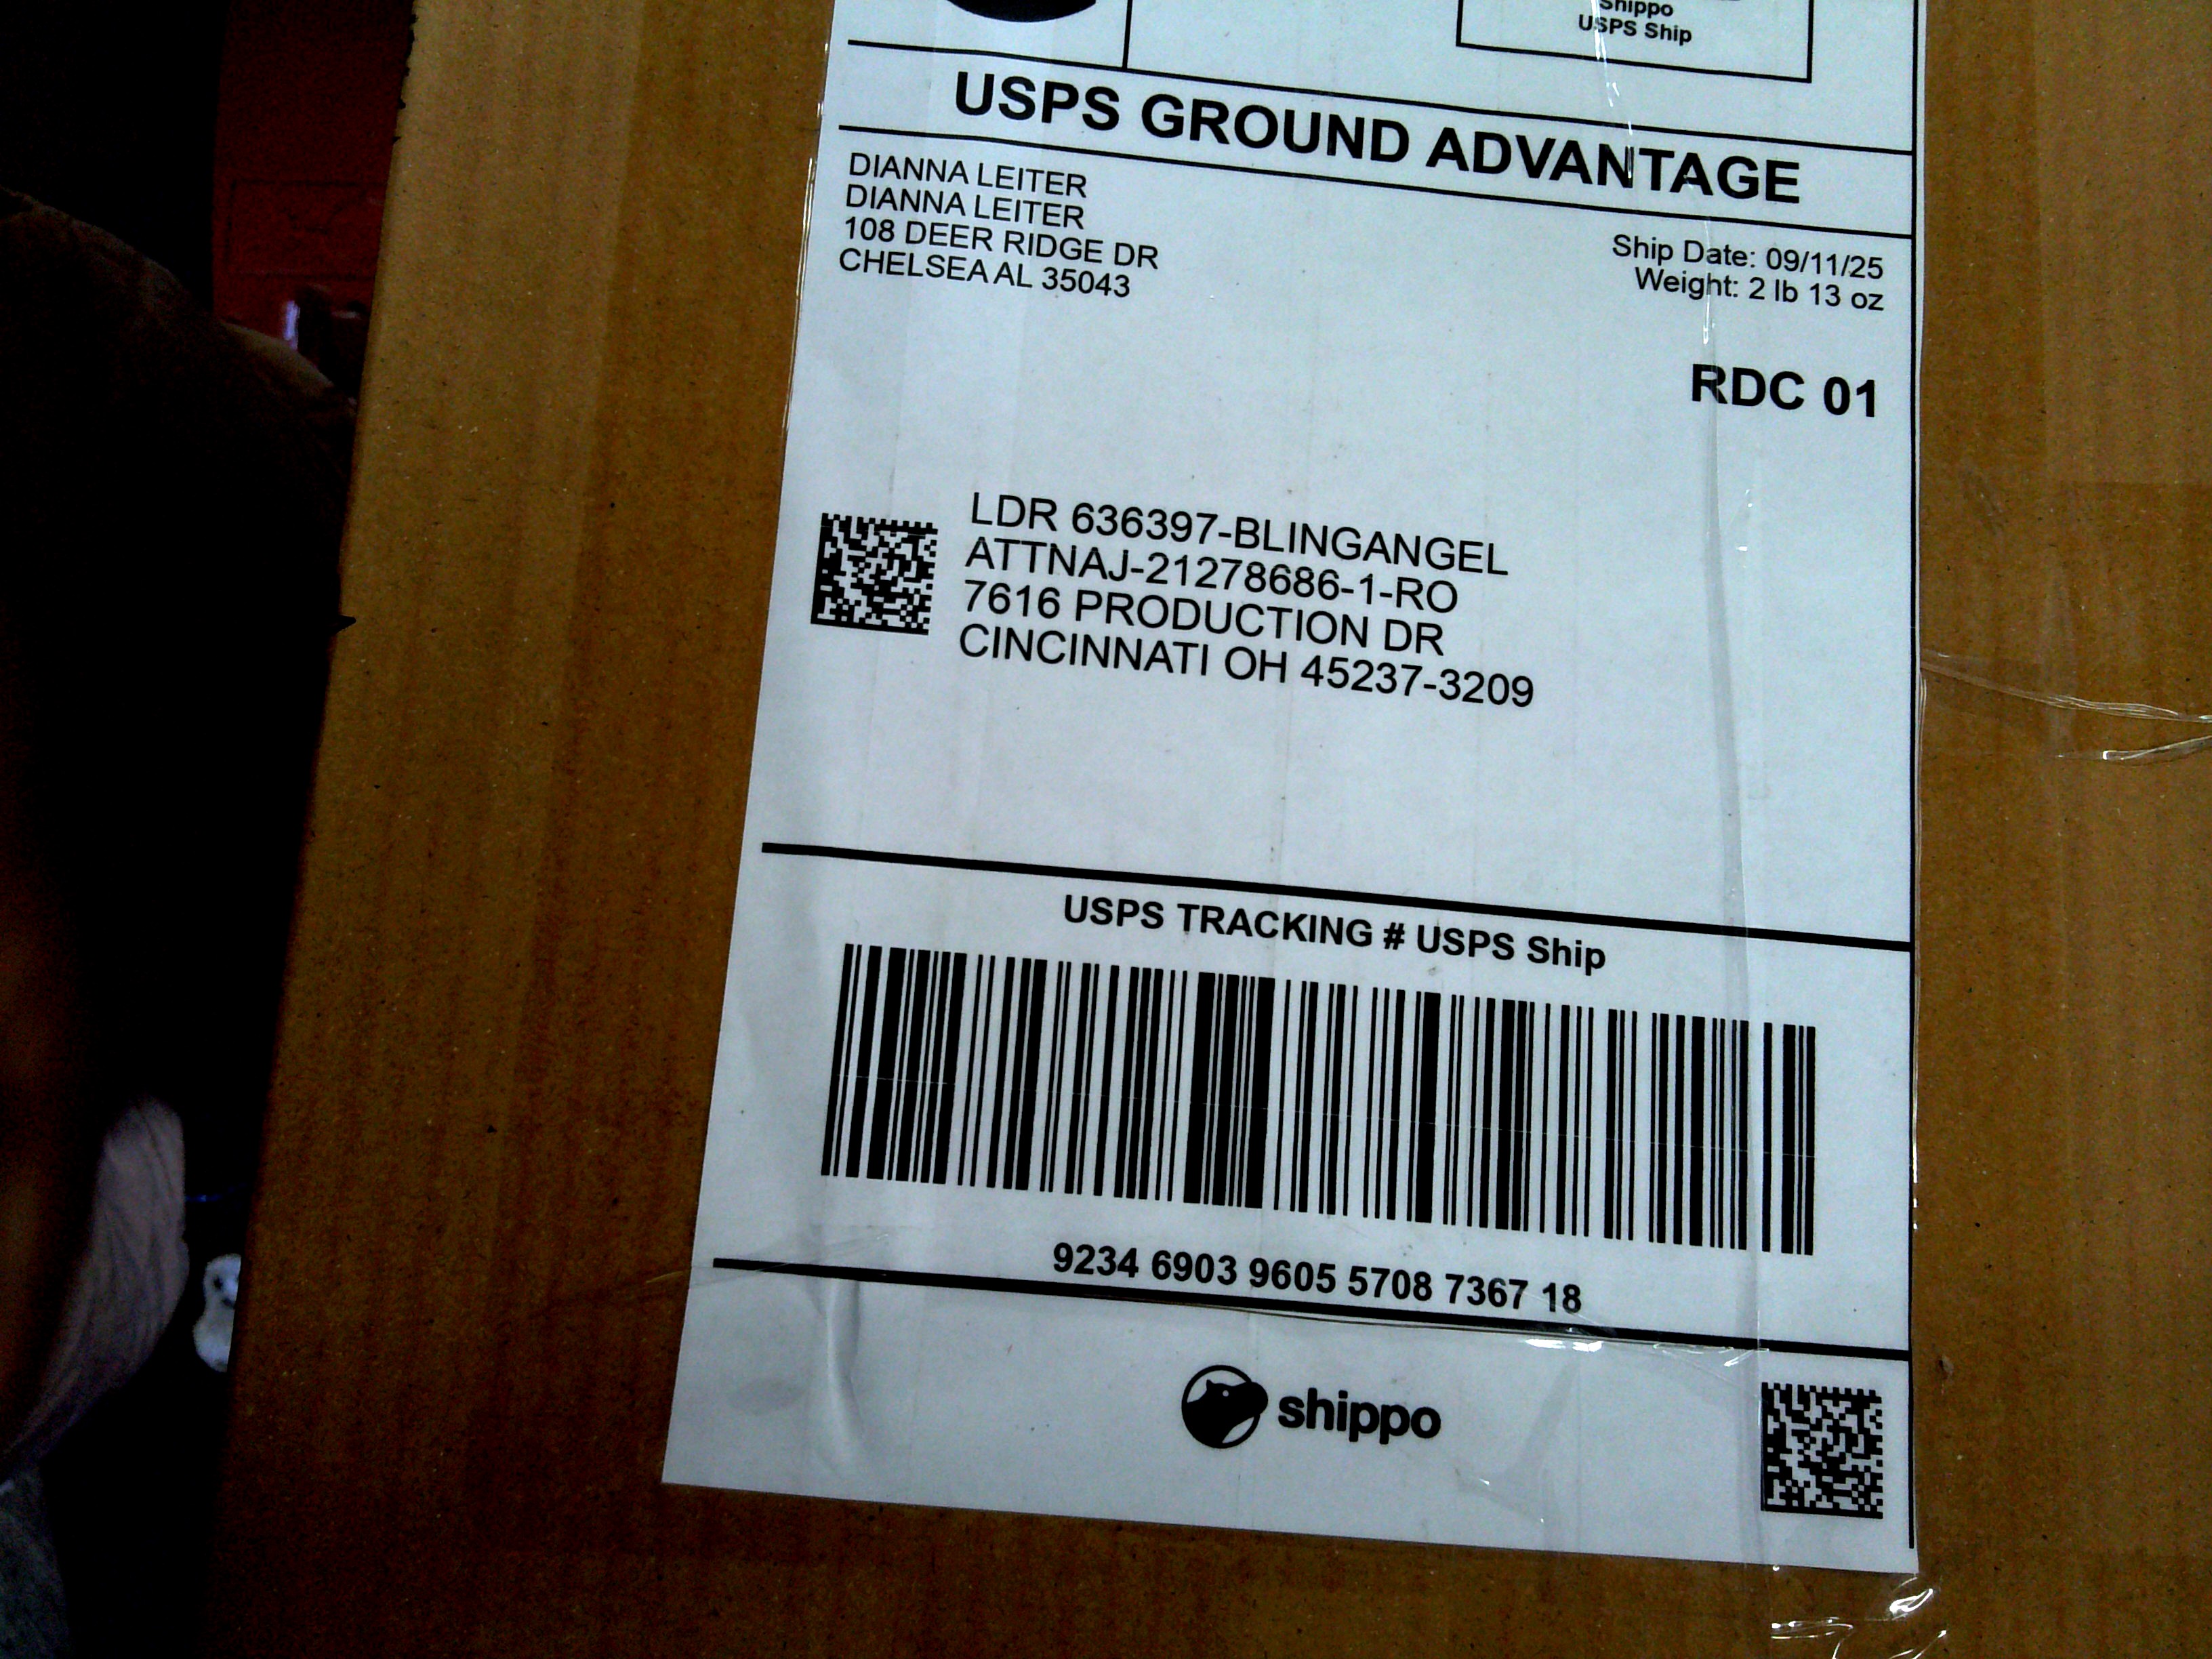 Shippo
USPS Ship
USPS GROUND ADVANTAGE
DIANNA LEITER
DIANNA LEITER
108 DEER RIDGE DR
CHELSEA AL 35043
Ship Date: 09/11/25
Weight: 2 lb 13 oz
RDC 01
LDR 636397-BLINGANGEL
ATTNAJ-21278686-1-RO
7616 PRODUCTION DR
CINCINNATI OH 45237-3209
USPS TRACKING # USPS Ship
9234 6903 9605 5708 7367 18
shippo